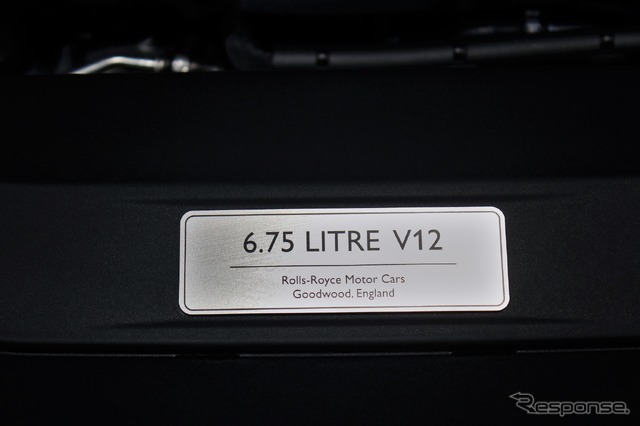 6.75 LITRE V12
Rolls-Royce Motor Cars
Goodwood, England
Response.